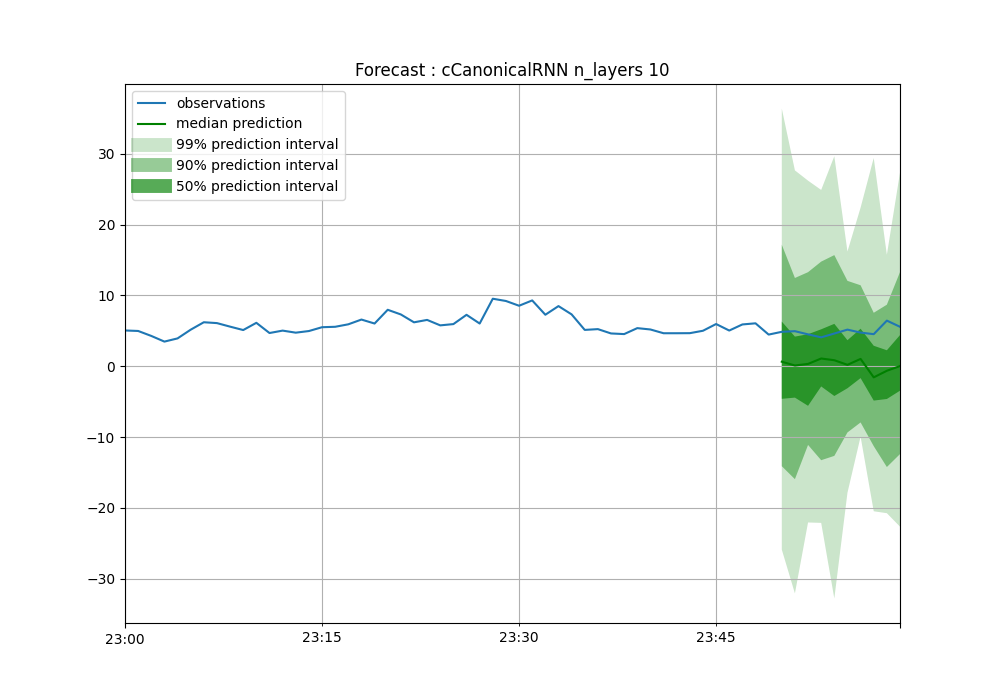 Forecast : cCanonicalRNN n_layers 10
observations
median prediction
99% prediction interval
90% prediction interval
50% prediction interval
30
20
10
0
−10
−20
−30
23:00
23:15
23:30
23:45